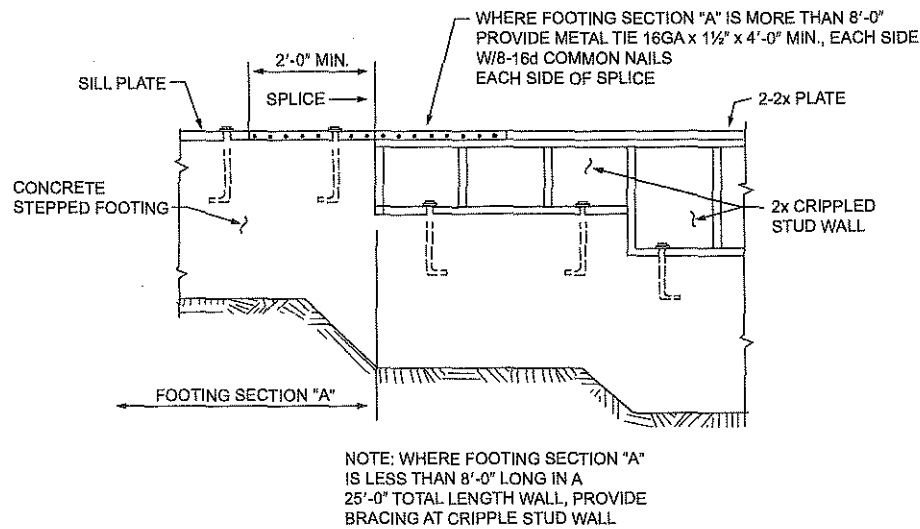 WHERE FOOTING SECTION "A" IS MORE THAN 8'-0"
PROVIDE METAL TIE 16GA x 1½" x 4'-0" MIN., EACH SIDE
W/8-16d COMMON NAILS
EACH SIDE OF SPLICE
2'-0" MIN.
SILL PLATE
SPLICE
2-2x PLATE
CONCRETE
STEPPED FOOTING
2x CRIPPLED
STUD WALL
FOOTING SECTION "A"
NOTE: WHERE FOOTING SECTION "A"
IS LESS THAN 8'-0" LONG IN A
25'-0" TOTAL LENGTH WALL, PROVIDE
BRACING AT CRIPPLE STUD WALL